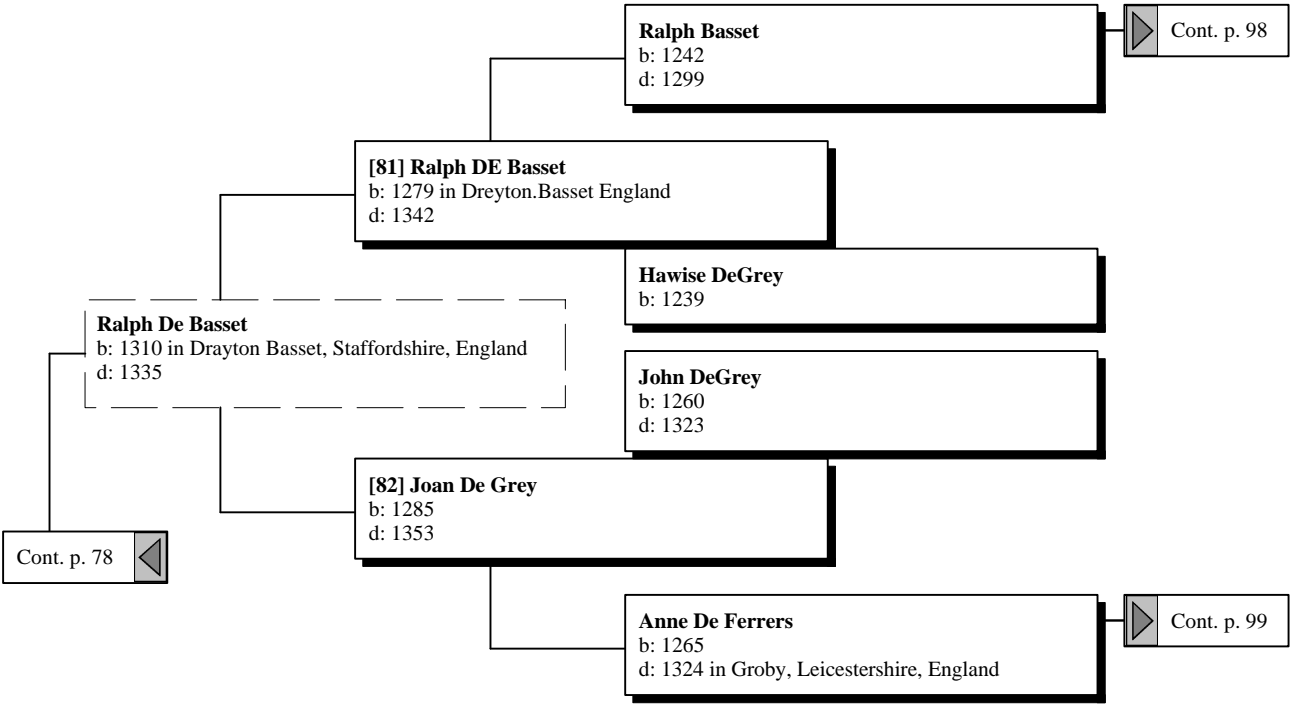 Ralph Basset
b: 1242
d: 1299
Cont. p. 98
[81] Ralph DE Basset
b: 1279 in Dreyton.Basset England
d: 1342
Hawise DeGrey
b: 1239
Ralph De Basset
b: 1310 in Drayton Basset, Staffordshire, England
d: 1335
John DeGrey
b: 1260
d: 1323
[82] Joan De Grey
b: 1285
d: 1353
Cont. p. 78
Anne De Ferrers
b: 1265
d: 1324 in Groby, Leicestershire, England
Cont. p. 99